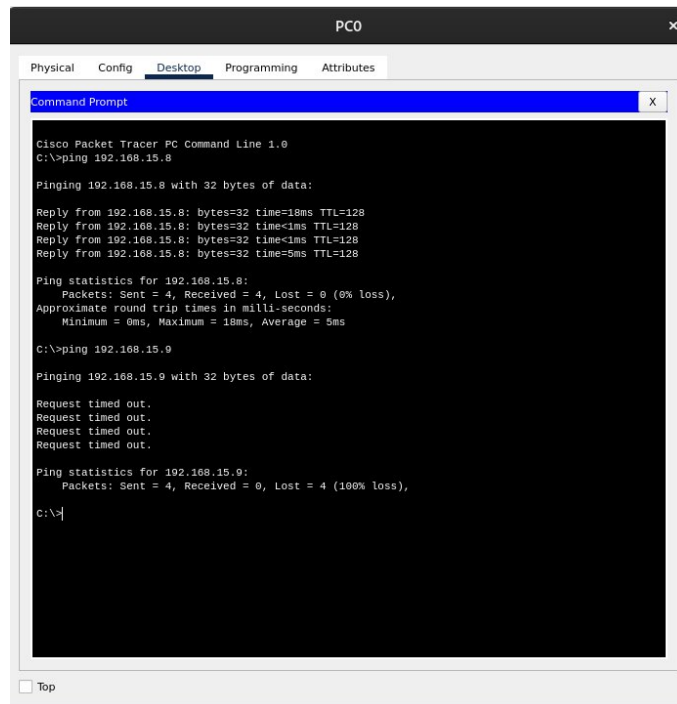 PC0
×
Physical Config Desktop Programming Attributes
Command Prompt
X
Cisco Packet Tracer PC Command Line 1.0
C:\>ping 192.168.15.8
Pinging 192.168.15.8 with 32 bytes of data:
Reply from 192.168.15.8: bytes=32 time=18ms TTL=128
Reply from 192.168.15.8: bytes=32 time<1ms TTL=128
Reply from 192.168.15.8: bytes=32 time<1ms TTL=128
Reply from 192.168.15.8: bytes=32 time=5ms TTL=128
Ping statistics for 192.168.15.8:
Packets: Sent = 4, Received = 4, Lost = 0 (0% loss),
Approximate round trip times in milli-seconds:
Minimum = 0ms, Maximum = 18ms, Average = 5ms
C:\>ping 192.168.15.9
Pinging 192.168.15.9 with 32 bytes of data:
Request timed out.
Request timed out.
Request timed out.
Request timed out.
Ping statistics for 192.168.15.9:
Packets: Sent = 4, Received = 0, Lost = 4 (100% loss),
C:\>
Top